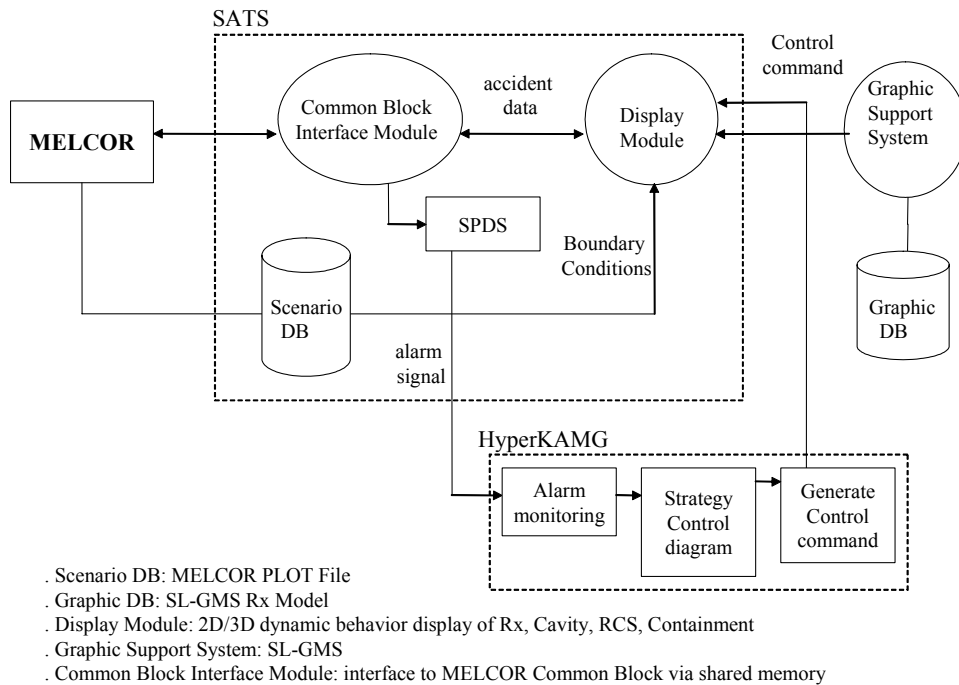 SATS
Control
command
MELCOR
Common Block
Interface Module
accident
data
Display
Module
Graphic
Support
System
SPDS
Boundary
Conditions
Scenario
DB
Graphic
DB
alarm
signal
HyperKAMG
Alarm
monitoring
Strategy
Control
diagram
Generate
Control
command
. Scenario DB: MELCOR PLOT File
. Graphic DB: SL-GMS Rx Model
. Display Module: 2D/3D dynamic behavior display of Rx, Cavity, RCS, Containment
. Graphic Support System: SL-GMS
. Common Block Interface Module: interface to MELCOR Common Block via shared memory